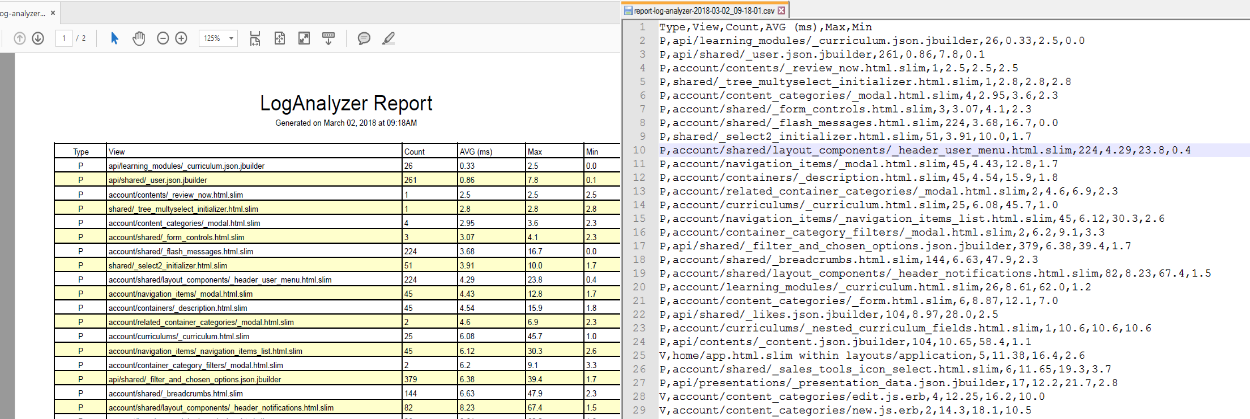 log-analyzer... ×
1 / 2
125%
LogAnalyzer Report
Generated on March 02, 2018 at 09:18AM
Type View Count AVG (ms) Max Min
P api/learning_modules/_curriculum.json.jbuilder 26 0.33 2.5 0.0
P api/shared/_user.json.jbuilder 261 0.86 7.8 0.1
P account/contents/_review_now.html.slim 1 2.5 2.5 2.5
P shared/_tree_multyselect_initializer.html.slim 1 2.8 2.8 2.8
P account/content_categories/_modal.html.slim 4 2.95 3.6 2.3
P account/shared/_form_controls.html.slim 3 3.07 4.1 2.3
P account/shared/_flash_messages.html.slim 224 3.68 16.7 0.0
P shared/_select2_initializer.html.slim 51 3.91 10.0 1.7
P account/shared/layout_components/_header_user_menu.html.slim 224 4.29 23.8 0.4
P account/navigation_items/_modal.html.slim 45 4.43 12.8 1.7
P account/containers/_description.html.slim 45 4.54 15.9 1.8
P account/related_container_categories/_modal.html.slim 2 4.6 6.9 2.3
P account/curriculums/_curriculum.html.slim 25 6.08 45.7 1.0
P account/navigation_items/_navigation_items_list.html.slim 45 6.12 30.3 2.6
P account/container_category_filters/_modal.html.slim 2 6.2 9.1 3.3
P api/shared/_filter_and_chosen_options.json.jbuilder 379 6.38 39.4 1.7
P account/shared/_breadcrumbs.html.slim 144 6.63 47.9 2.3
P account/shared/layout_components/_header_notifications.html.slim 82 8.23 67.4 1.5
report-log-analyzer-2018-03-02_09-18-01.csv
1 Type,View,Count,AVG (ms),Max,Min
2 P,api/learning_modules/_curriculum.json.jbuilder,26,0.33,2.5,0.0
3 P,api/shared/_user.json.jbuilder,261,0.86,7.8,0.1
4 P,account/contents/_review_now.html.slim,1,2.5,2.5,2.5
5 P,shared/_tree_multyselect_initializer.html.slim,1,2.8,2.8,2.8
6 P,account/content_categories/_modal.html.slim,4,2.95,3.6,2.3
7 P,account/shared/_form_controls.html.slim,3,3.07,4.1,2.3
8 P,account/shared/_flash_messages.html.slim,224,3.68,16.7,0.0
9 P,shared/_select2_initializer.html.slim,51,3.91,10.0,1.7
10 P,account/shared/layout_components/_header_user_menu.html.slim,224,4.29,23.8,0.4
11 P,account/navigation_items/_modal.html.slim,45,4.43,12.8,1.7
12 P,account/containers/_description.html.slim,45,4.54,15.9,1.8
13 P,account/related_container_categories/_modal.html.slim,2,4.6,6.9,2.3
14 P,account/curriculums/_curriculum.html.slim,25,6.08,45.7,1.0
15 P,account/navigation_items/_navigation_items_list.html.slim,45,6.12,30.3,2.6
16 P,account/container_category_filters/_modal.html.slim,2,6.2,9.1,3.3
17 P,api/shared/_filter_and_chosen_options.json.jbuilder,379,6.38,39.4,1.7
18 P,account/shared/_breadcrumbs.html.slim,144,6.63,47.9,2.3
19 P,account/shared/layout_components/_header_notifications.html.slim,82,8.23,67.4,1.5
20 P,account/learning_modules/_curriculum.html.slim,26,8.61,62.0,1.2
21 P,account/content_categories/_form.html.slim,6,8.87,12.1,7.0
22 P,api/shared/_likes.json.jbuilder,104,8.97,28.0,2.5
23 P,account/curriculums/_nested_curriculum_fields.html.slim,1,10.6,10.6,10.6
24 P,api/contents/_content.json.jbuilder,104,10.65,58.4,1.1
25 V,home/app.html.slim within layouts/application,5,11.38,16.4,2.6
26 P,account/shared/_sales_tools_icon_select.html.slim,6,11.65,19.3,3.7
27 P,api/presentations/_presentation_data.json.jbuilder,17,12.2,21.7,2.8
28 V,account/content_categories/edit.js.erb,4,12.25,16.2,10.0
29 V,account/content_categories/new.js.erb,2,14.3,18.1,10.5